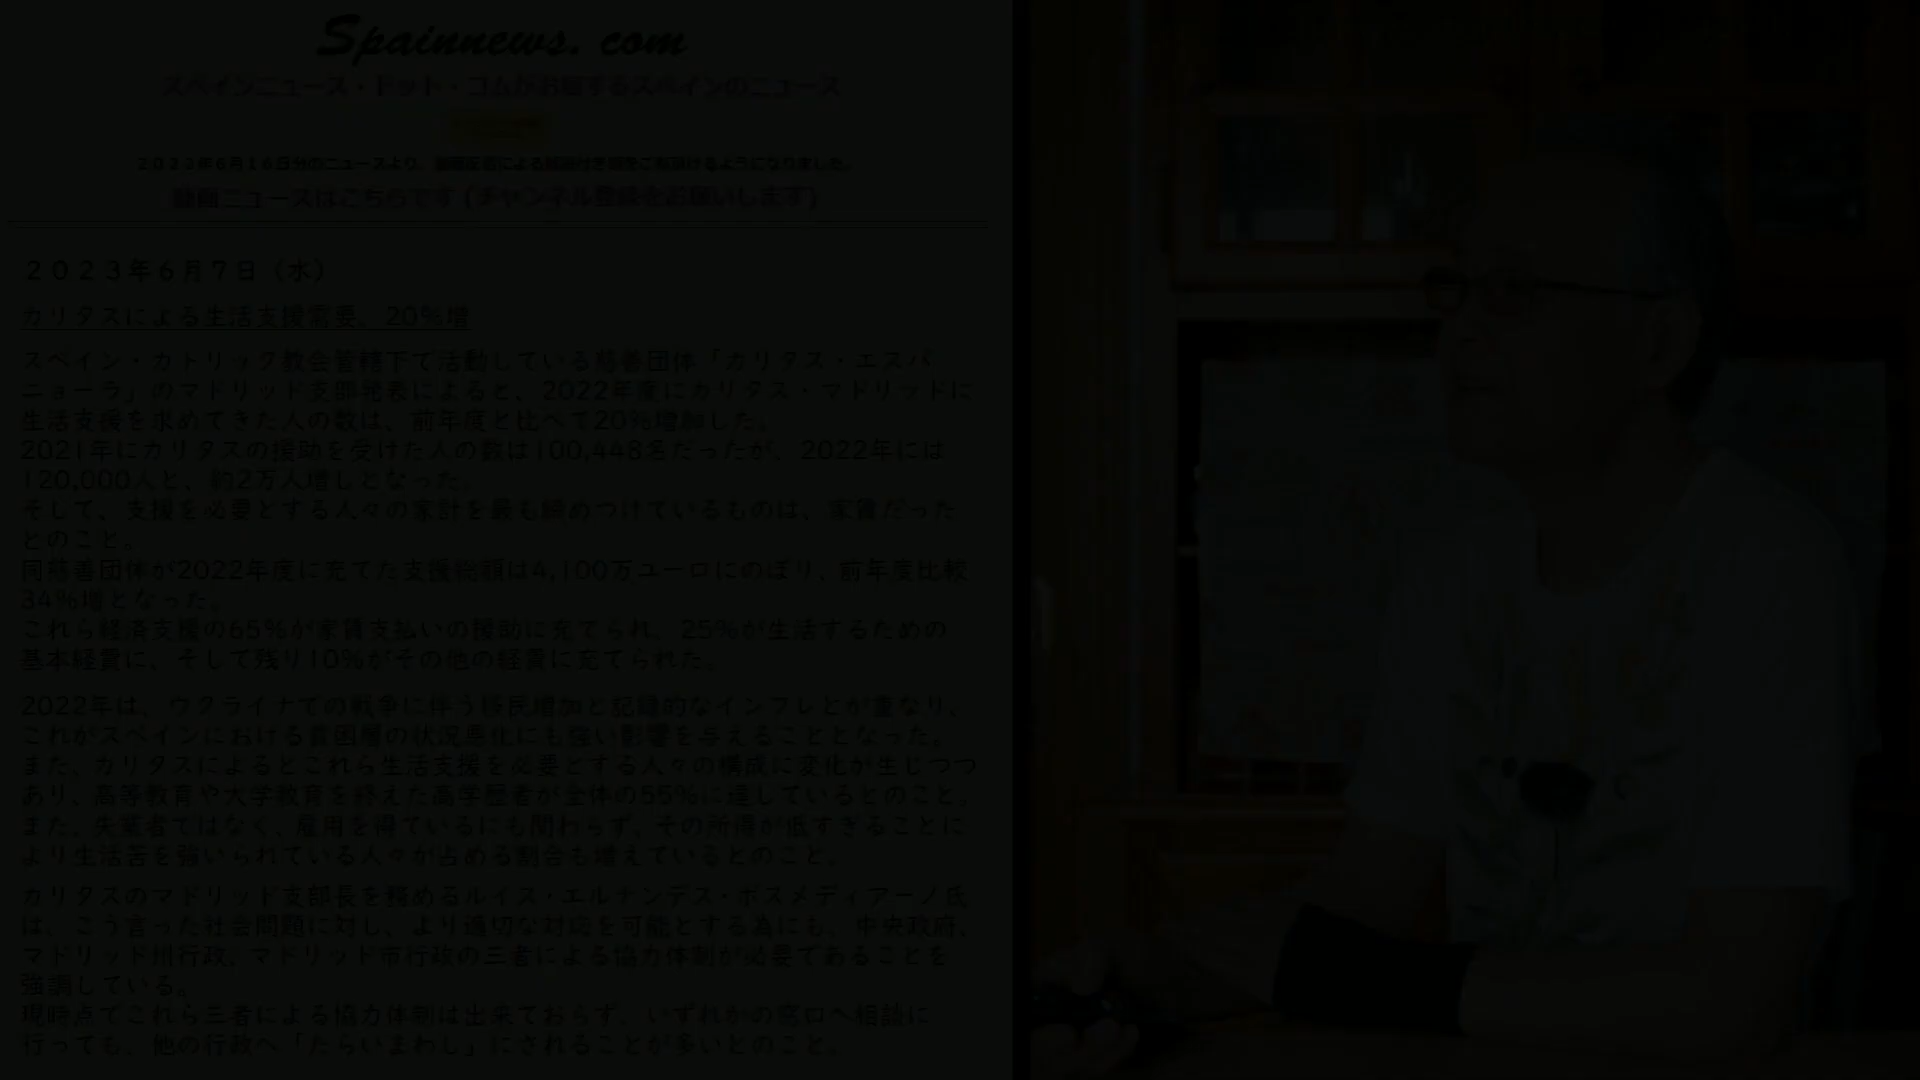 Spainnews. com
スペインニュース・ドット・コムがお届するスペインのニュース
２０２３年６月１６日分のニュースより、
動画ニュースはこちらです (チャンネル登録をお願いします)
２０２３年６月７日（水）
カリタスによる生活支援需要、20%増
スペイン・カトリック教会管轄下で活動している慈善団体「カリタス・エスパ
ニョーラ」のマドリッド支部発表によると、2022年度にカリタス・マドリッドに
生活支援を求めてきた人の数は、前年度と比べて20%増加した。
2021年にカリタスの援助を受けた人の数は100,448名だったが、2022年には
120,000人と、約2万人増しとなった。
そして、支援を必要とする人々の家計を最も締めつけているものは、家賃だった
とのこと。
同慈善団体が2022年度に充てた支援総額は4,100万ユーロにのぼり、前年度比較
34%増となった。
これら経済支援の65%が家賃支払いの援助に充てられ、25%が生活するための
基本経費に、そして残り10%がその他の経費に充てられた。
2022年は、ウクライナでの戦争に伴う移民増加と記録的なインフレとが重なり、
これがスペインにおける貧困層の状況悪化にも強い影響を与えることとなった。
また、カリタスによるとこれら生活支援を必要とする人々の構成に変化が生じつつ
あり、高等教育や大学教育を終えた高学歴者が全体の55%に達しているとのこと。
また、失業者ではなく、雇用を得ているにも関わらず、その所得が低すぎることに
より生活苦を強いられている人々が占める割合も増えているとのこと。
カリタスのマドリッド支部長を務めるルイス・エルナンデス・ボスメディアーノ氏
は、こう言った社会問題に対し、より適切な対応を可能とする為にも、中央政府、
マドリッド州行政、マドリッド市行政の三者による協力体制が必要であることを
強調している。
現時点でこれら三者による協力体制は出来ておらず、いずれかの窓口へ相談に
行っても、他の行政へ「たらいまわし」にされることが多いとのこと。